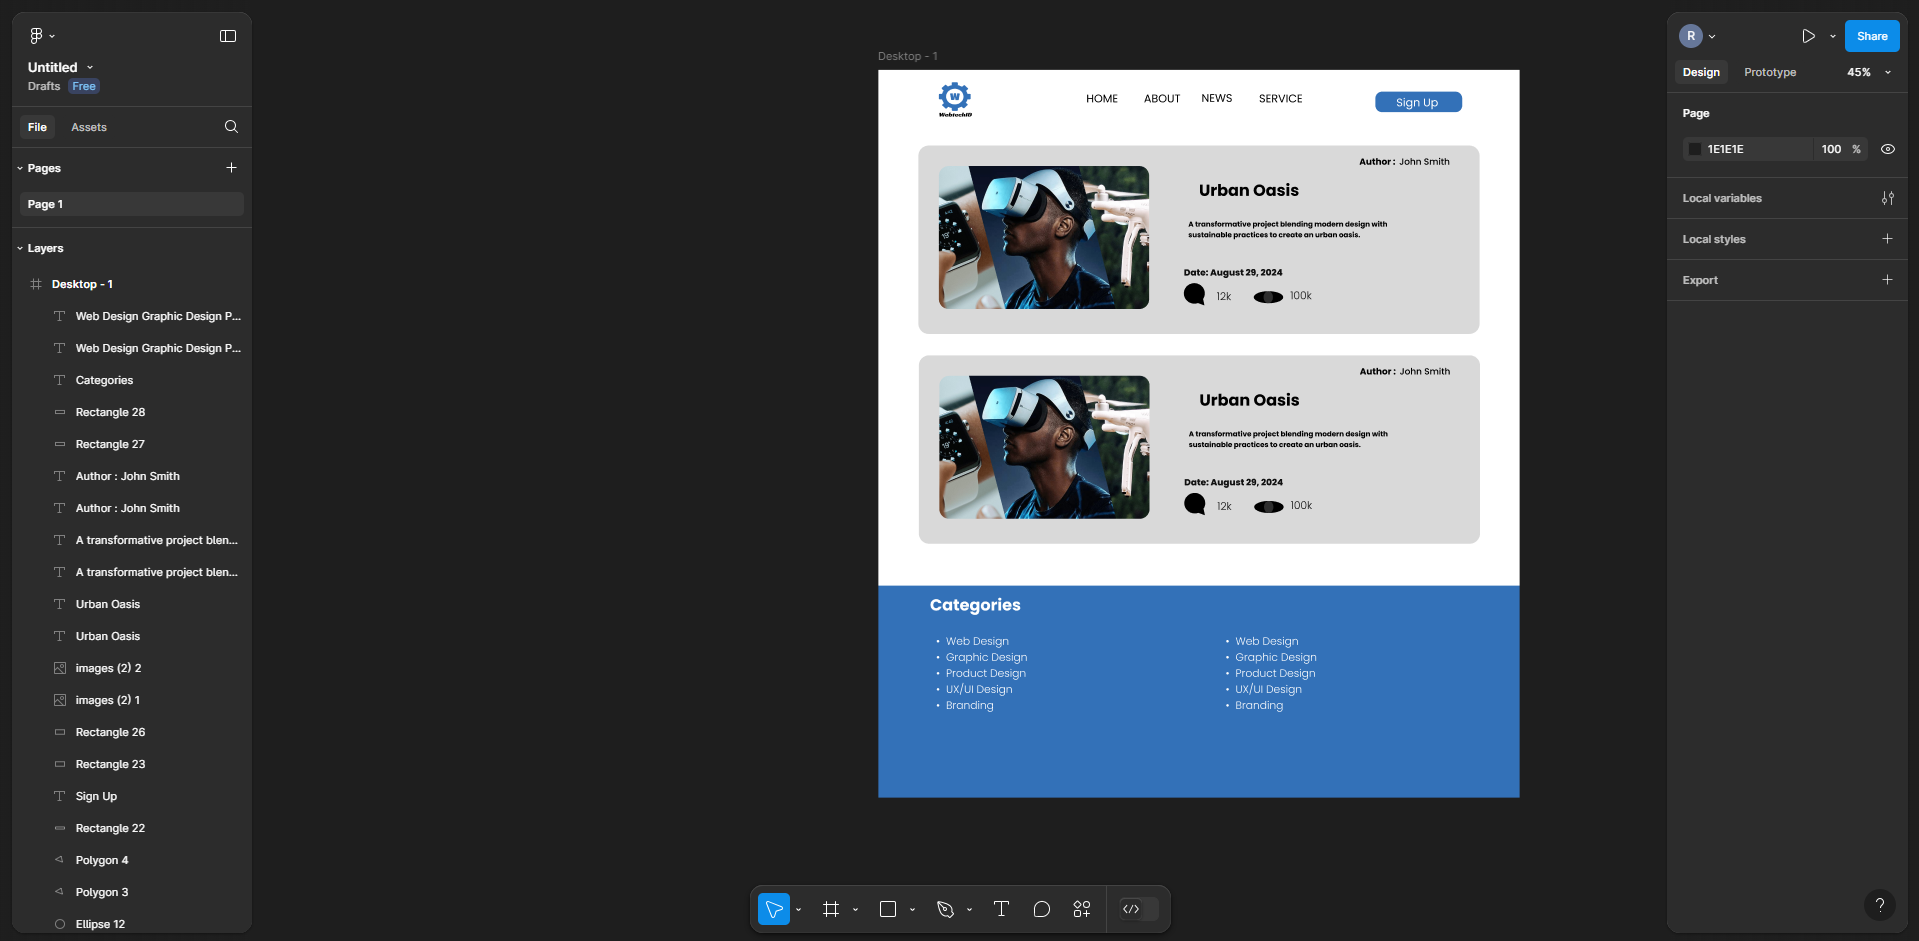 Untitled
Drafts Free
File Assets
Pages
Page 1
Layers
Desktop - 1
Web Design Graphic Design P...
Web Design Graphic Design P...
Categories
Rectangle 28
Rectangle 27
Author : John Smith
Author : John Smith
A transformative project blen...
A transformative project blen...
Urban Oasis
Urban Oasis
images (2) 2
images (2) 1
Rectangle 26
Rectangle 23
Sign Up
Rectangle 22
Polygon 4
Polygon 3
Ellipse 12
Desktop - 1
W
WebtechID
HOME ABOUT NEWS SERVICE
Sign Up
Author : John Smith
Urban Oasis
A transformative project blending modern design with
sustainable practices to create an urban oasis.
Date: August 29, 2024
12k 100k
Author : John Smith
Urban Oasis
A transformative project blending modern design with
sustainable practices to create an urban oasis.
Date: August 29, 2024
12k 100k
Categories
• Web Design
• Graphic Design
• Product Design
• UX/UI Design
• Branding
• Web Design
• Graphic Design
• Product Design
• UX/UI Design
• Branding
R
Share
Design Prototype 45%
Page
1E1E1E 100 %
Local variables
Local styles
Export
?